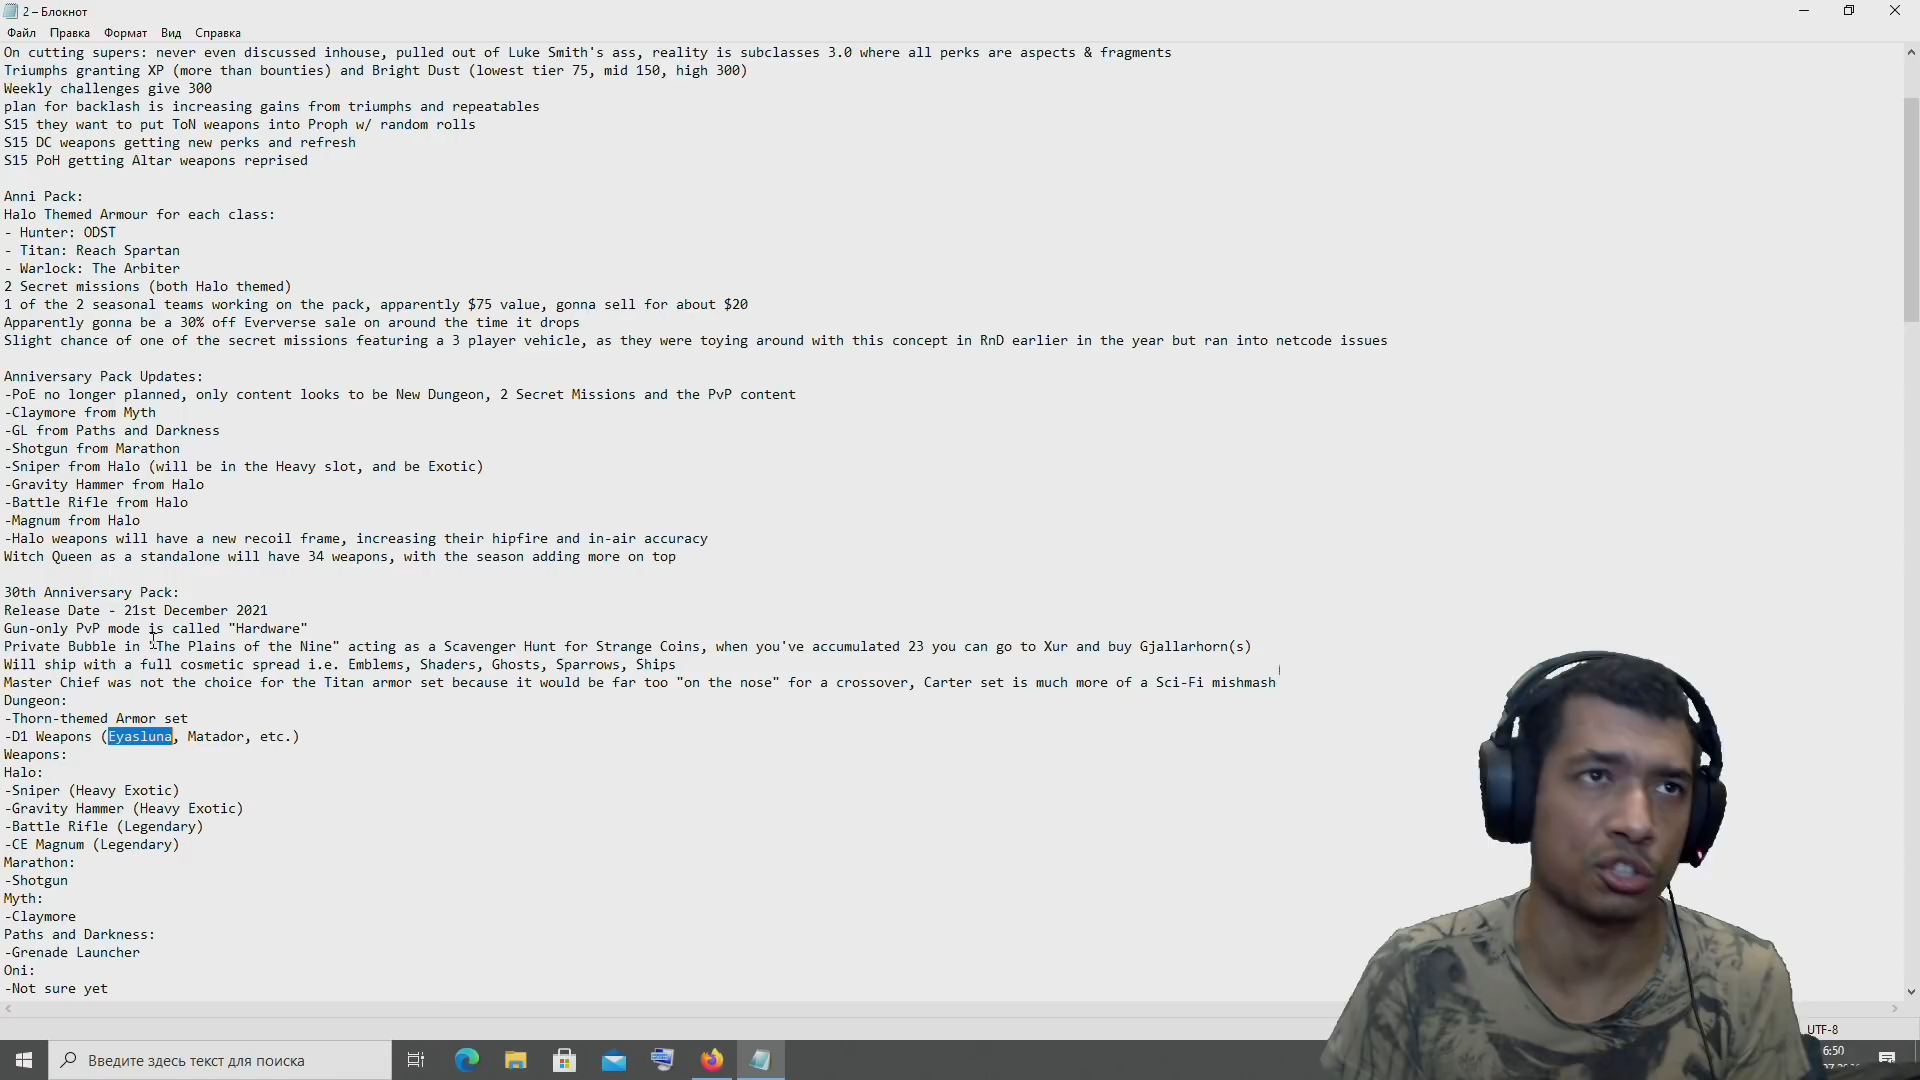 2 – Блокнот
Файл Правка Формат Вид Справка
On cutting supers: never even discussed inhouse, pulled out of Luke Smith's ass, reality is subclasses 3.0 where all perks are aspects & fragments
Triumphs granting XP (more than bounties) and Bright Dust (lowest tier 75, mid 150, high 300)
Weekly challenges give 300
plan for backlash is increasing gains from triumphs and repeatables
S15 they want to put ToN weapons into Proph w/ random rolls
S15 DC weapons getting new perks and refresh
S15 PoH getting Altar weapons reprised
Anni Pack:
Halo Themed Armour for each class:
- Hunter: ODST
- Titan: Reach Spartan
- Warlock: The Arbiter
2 Secret missions (both Halo themed)
1 of the 2 seasonal teams working on the pack, apparently $75 value, gonna sell for about $20
Apparently gonna be a 30% off Eververse sale on around the time it drops
Slight chance of one of the secret missions featuring a 3 player vehicle, as they were toying around with this concept in RnD earlier in the year but ran into netcode issues
Anniversary Pack Updates:
-PoE no longer planned, only content looks to be New Dungeon, 2 Secret Missions and the PvP content
-Claymore from Myth
-GL from Paths and Darkness
-Shotgun from Marathon
-Sniper from Halo (will be in the Heavy slot, and be Exotic)
-Gravity Hammer from Halo
-Battle Rifle from Halo
-Magnum from Halo
-Halo weapons will have a new recoil frame, increasing their hipfire and in-air accuracy
Witch Queen as a standalone will have 34 weapons, with the season adding more on top
30th Anniversary Pack:
Release Date - 21st December 2021
Gun-only PvP mode is called "Hardware"
Private Bubble in "The Plains of the Nine" acting as a Scavenger Hunt for Strange Coins, when you've accumulated 23 you can go to Xur and buy Gjallarhorn(s)
Will ship with a full cosmetic spread i.e. Emblems, Shaders, Ghosts, Sparrows, Ships
Master Chief was not the choice for the Titan armor set because it would be far too "on the nose" for a crossover, Carter set is much more of a Sci-Fi mishmash
Dungeon:
-Thorn-themed Armor set
-D1 Weapons (Eyasluna, Matador, etc.)
Weapons:
Halo:
-Sniper (Heavy Exotic)
-Gravity Hammer (Heavy Exotic)
-Battle Rifle (Legendary)
-CE Magnum (Legendary)
Marathon:
-Shotgun
Myth:
-Claymore
Paths and Darkness:
-Grenade Launcher
Oni:
-Not sure yet
UTF-8
Введите здесь текст для поиска
6:50